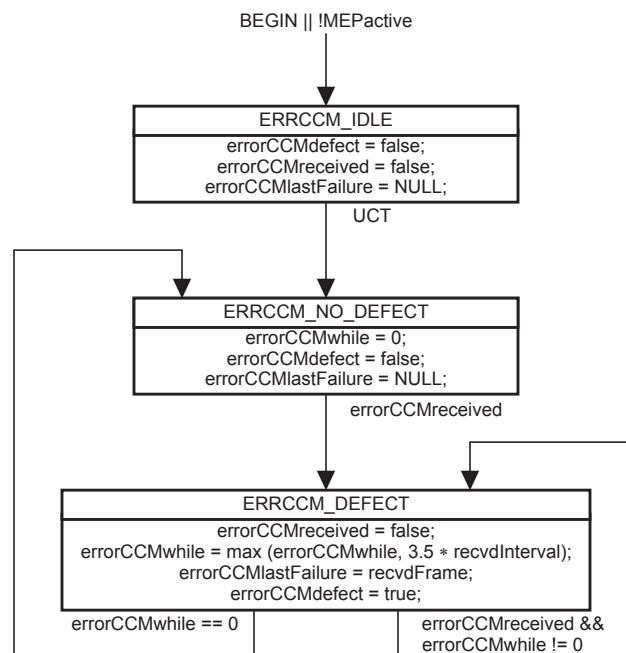 BEGIN || !MEPactive
ERRCCM_IDLE
errorCCMdefect = false;
errorCCMreceived = false;
errorCCMlastFailure = NULL;
UCT
ERRCCM_NO_DEFECT
errorCCMwhile = 0;
errorCCMdefect = false;
errorCCMlastFailure = NULL;
errorCCMreceived
ERRCCM_DEFECT
errorCCMreceived = false;
errorCCMwhile = max (errorCCMwhile, 3.5 * recvdInterval);
errorCCMlastFailure = recvdFrame;
errorCCMdefect = true;
errorCCMwhile == 0
errorCCMreceived &&
errorCCMwhile != 0